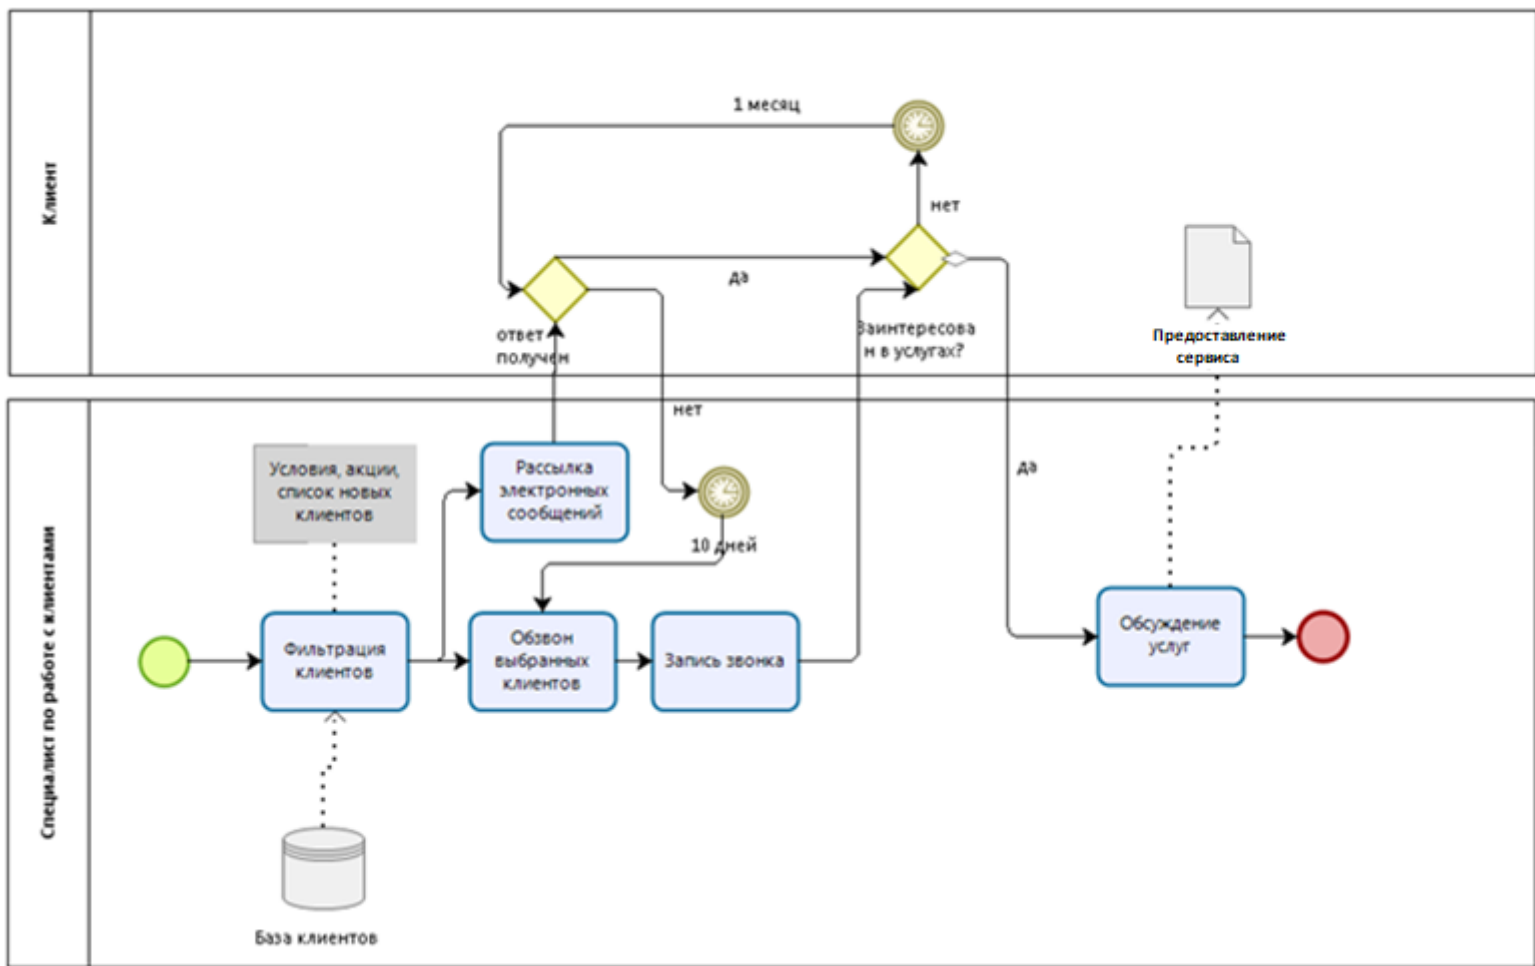 Клиент
1 месяц
нет
да
ответ
получен
Заинтересова
н в услугах?
Предоставление
сервиса
Специалист по работе с клиентами
нет
Условия, акции,
список новых
клиентов
Рассылка
электронных
сообщений
да
10 дней
Фильтрация
клиентов
Обзвон
выбранных
клиентов
Запись звонка
Обсуждение
услуг
База клиентов